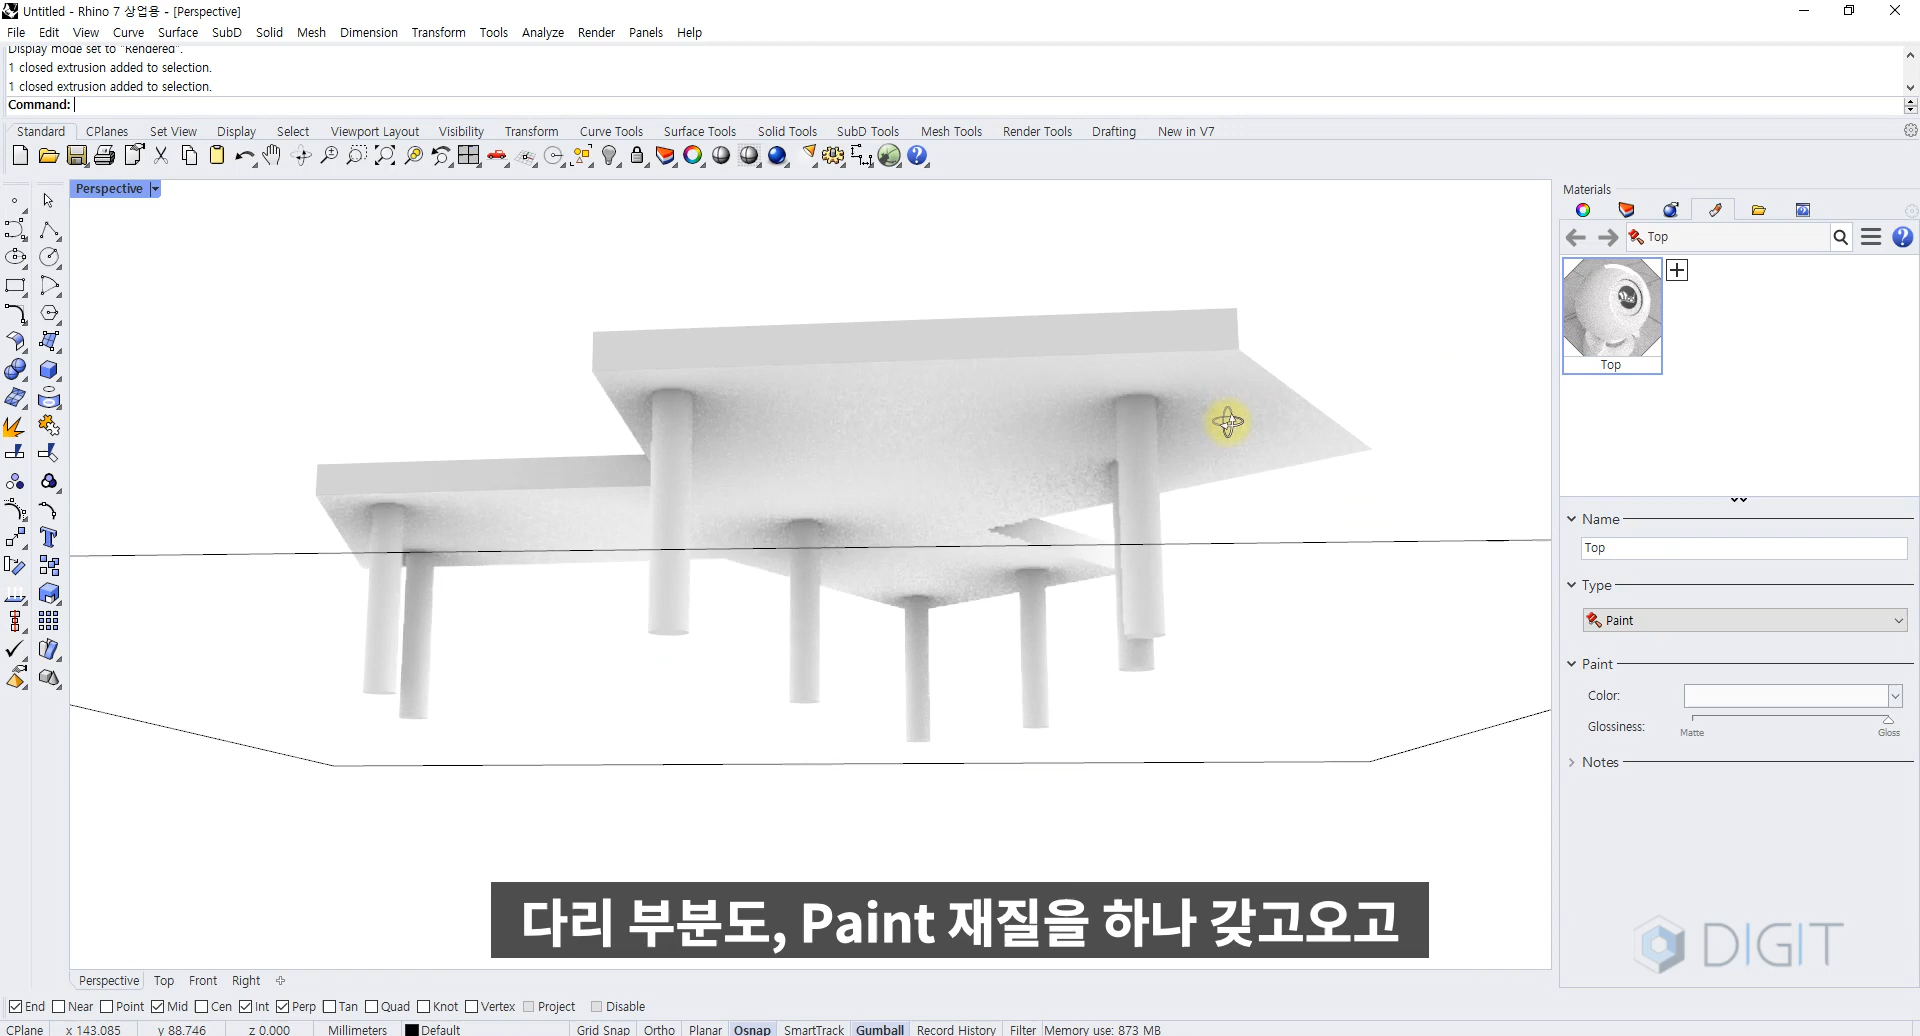 Untitled - Rhino 7 상업용 - [Perspective]
File Edit View Curve Surface SubD Solid Mesh Dimension Transform Tools Analyze Render Panels Help
Display mode set to "Rendered".
1 closed extrusion added to selection.
1 closed extrusion added to selection.
Command:
Standard CPlanes Set View Display Select Viewport Layout Visibility Transform Curve Tools Surface Tools Solid Tools SubD Tools Mesh Tools Render Tools Drafting New in V7
Perspective
Materials
Top
Top
Name
Top
Type
Paint
Paint
Color:
Glossiness:
Matte Gloss
Notes
다리 부분도, Paint 재질을 하나 갖고오고
DIGIT
Perspective Top Front Right
End Near Point Mid Cen Int Perp Tan Quad Knot Vertex Project Disable
CPlane x 143.085 y 88.746 z 0.000 Millimeters Default Grid Snap Ortho Planar Osnap SmartTrack Gumball Record History Filter Memory use: 873 MB